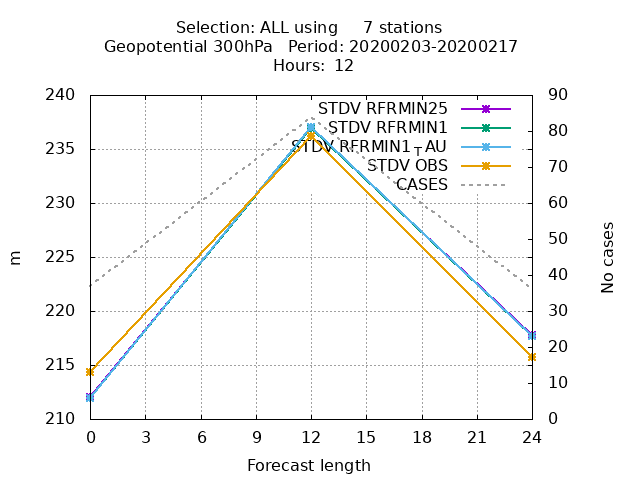 Selection: ALL using 7 stations
Geopotential 300hPa Period: 20200203-20200217
Hours: 12
240
235
230
225
220
215
210
m
90
80
70
60
50
40
30
20
10
0
No cases
STDV RFRMIN25
STDV RFRMIN1
STDV RFRMIN1TAU
STDV OBS
CASES
0 3 6 9 12 15 18 21 24
Forecast length